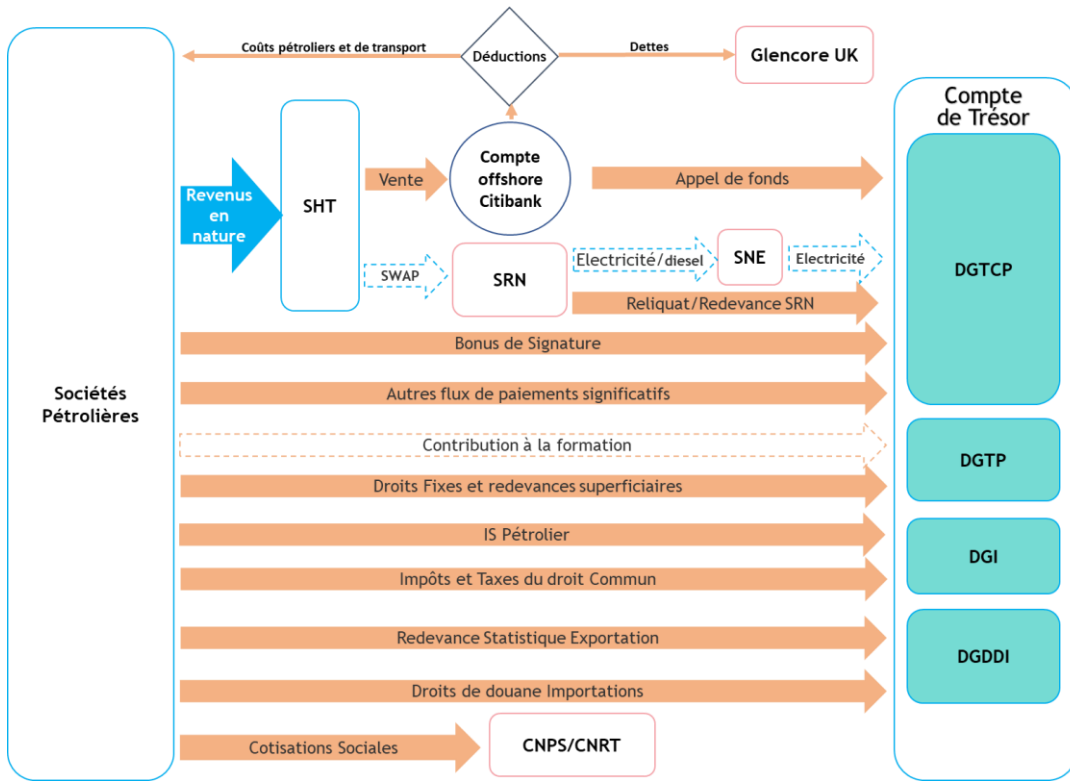 Coûts pétroliers et de transport
Déductions
Dettes
Glencore UK
Compte
de Trésor
Revenus
en
nature
SHT
Vente
Compte
offshore
Citibank
Appel de fonds
SWAP
SRN
Electricité/diesel
SNE
Electricité
DGTCP
Reliquat/Redevance SRN
Bonus de Signature
Sociétés
Pétrolières
Autres flux de paiements significatifs
Contribution à la formation
DGTP
Droits Fixes et redevances superficiaires
IS Pétrolier
DGI
Impôts et Taxes du droit Commun
Redevance Statistique Exportation
DGDDI
Droits de douane Importations
Cotisations Sociales
CNPS/CNRT